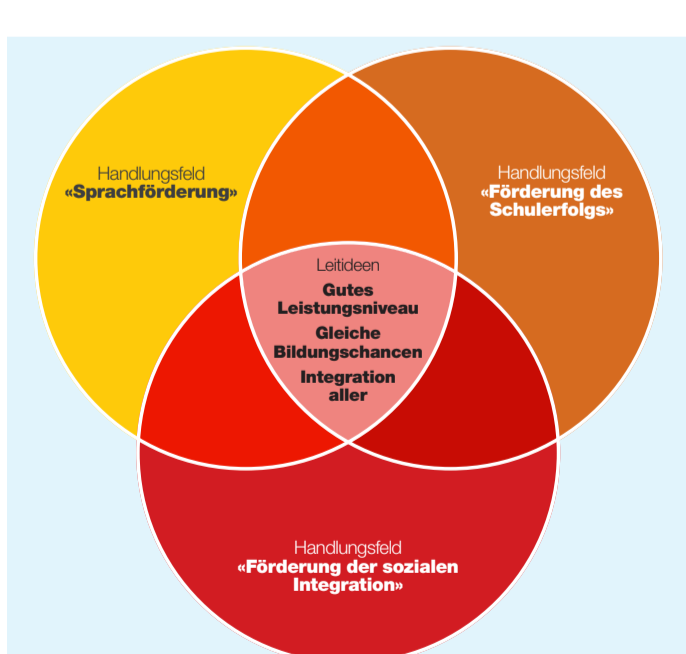 Handlungsfeld
«Sprachförderung»
Handlungsfeld
«Förderung des
Schulerfolgs»
Leitideen
Gutes
Leistungsniveau
Gleiche
Bildungschancen
Integration
aller
Handlungsfeld
«Förderung der sozialen
Integration»